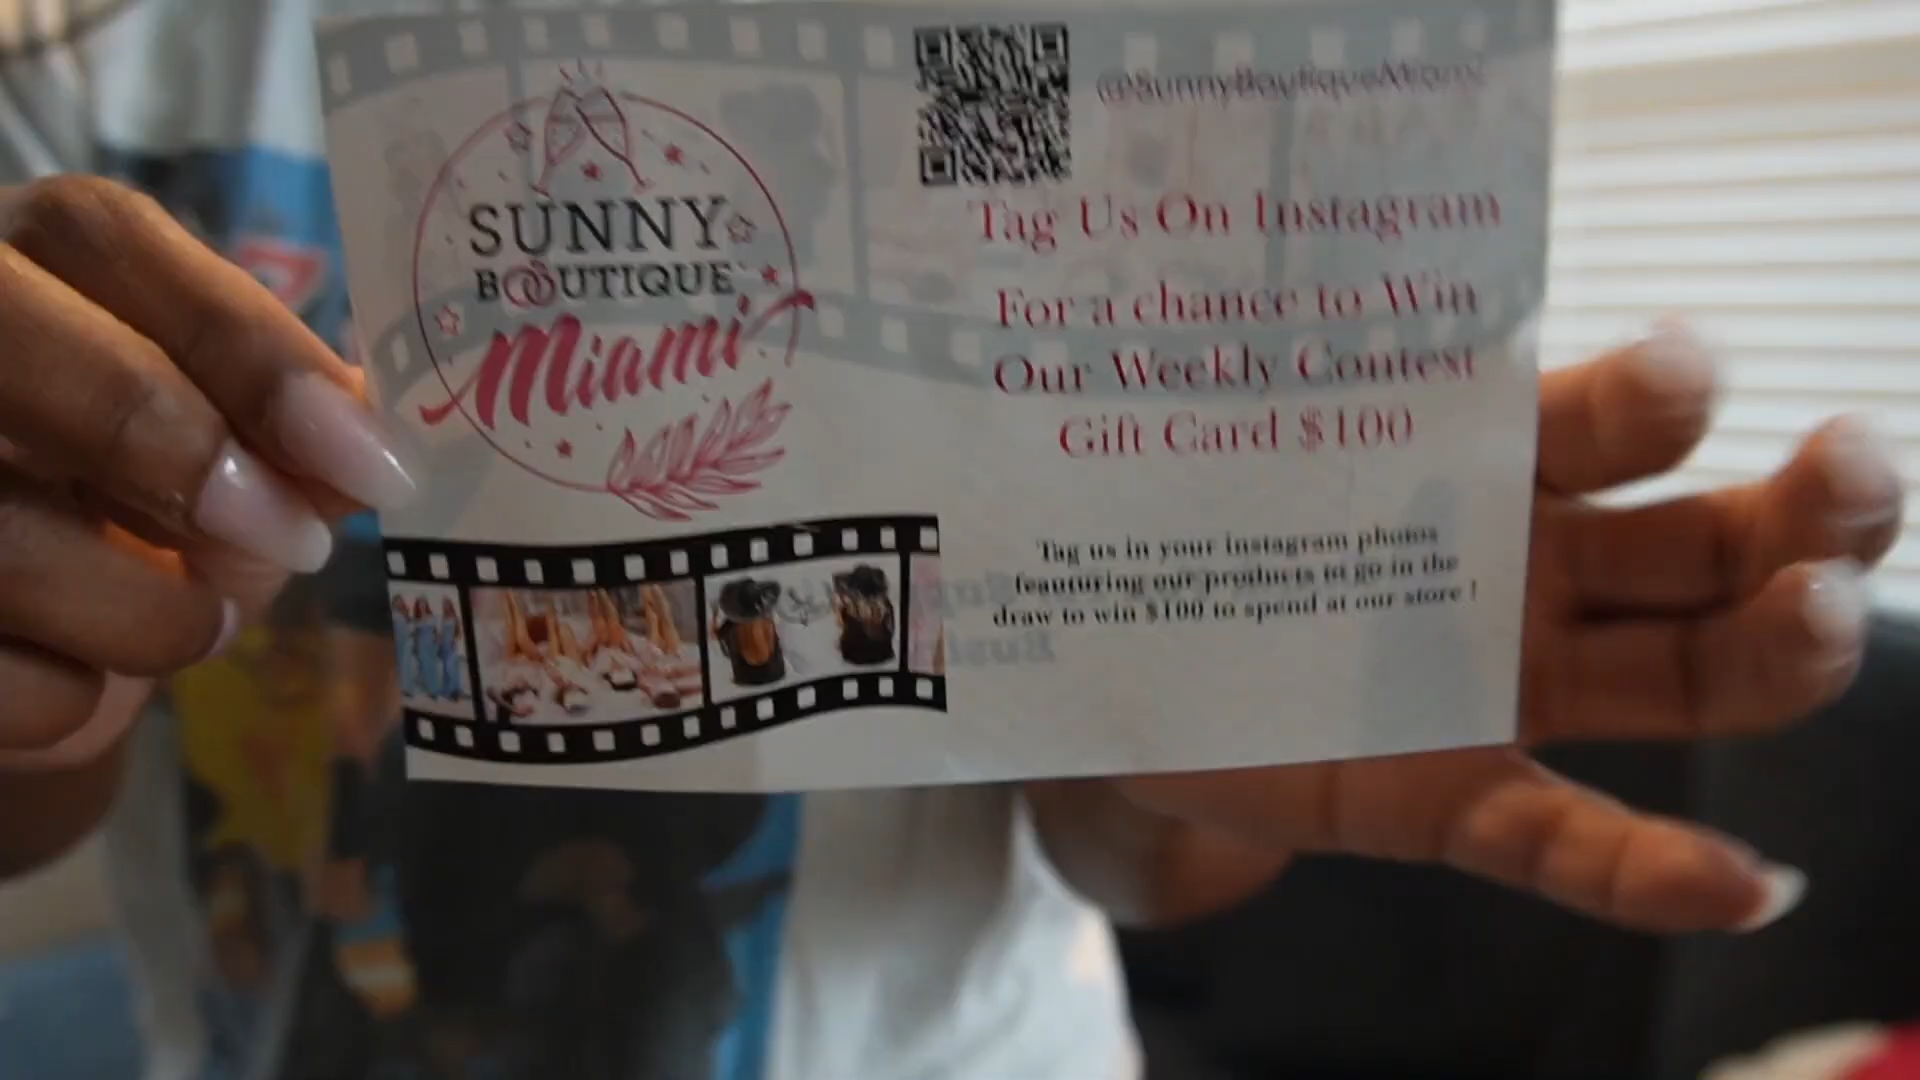 SUNNY
BOUTIQUE
Miami
@SunnyBoutiqueMiami
Tag Us On Instagram
For a chance to Win
Our Weekly Contest
Gift Card $100
Tag us in your instagram photos
feauturing our products to go in the
draw to win $100 to spend at our store !